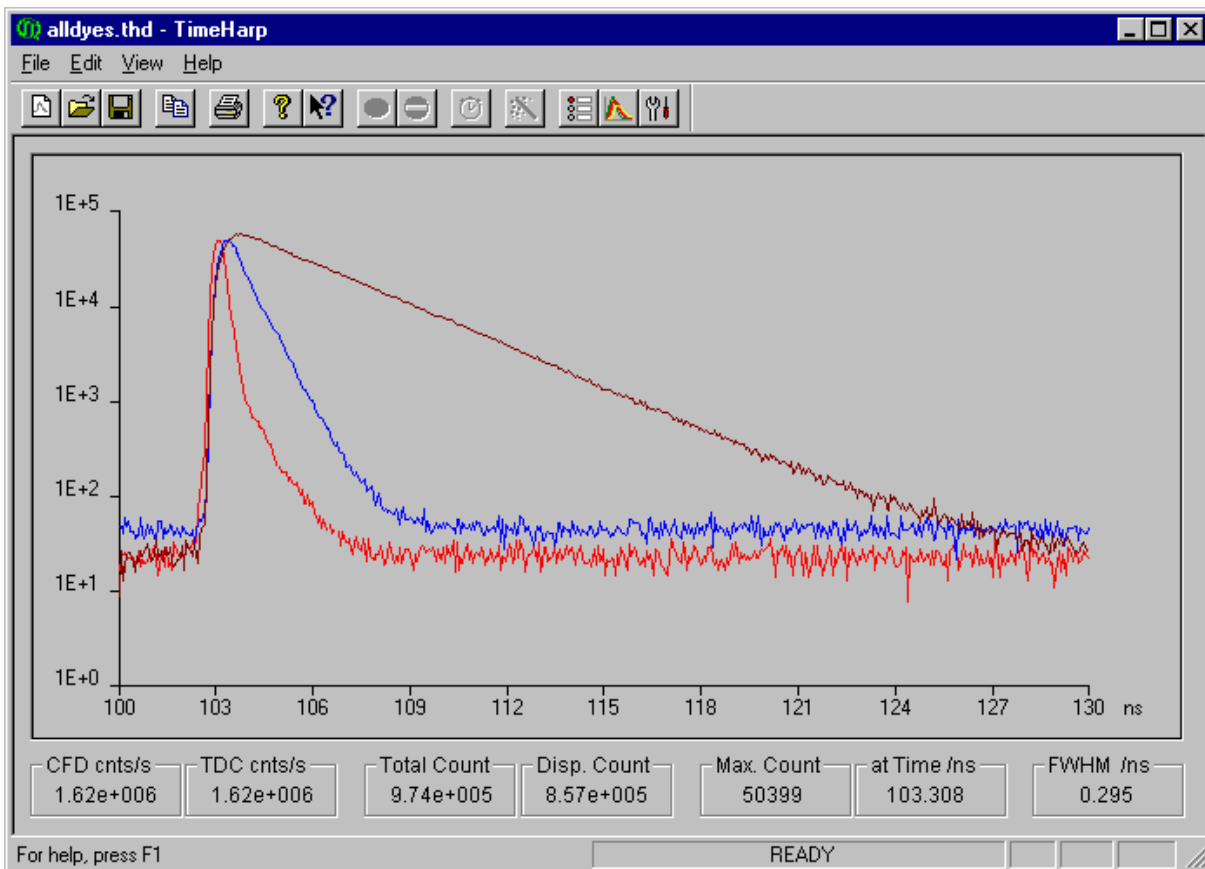 alldyes.thd - TimeHarp
File Edit View Help
1E+5
1E+4
1E+3
1E+2
1E+1
1E+0
100 103 106 109 112 115 118 121 124 127 130 ns
CFD cnts/s TDC cnts/s Total Count Disp. Count Max. Count at Time /ns FWHM /ns
1.62e+006 1.62e+006 9.74e+005 8.57e+005 50399 103.308 0.295
For help, press F1 READY